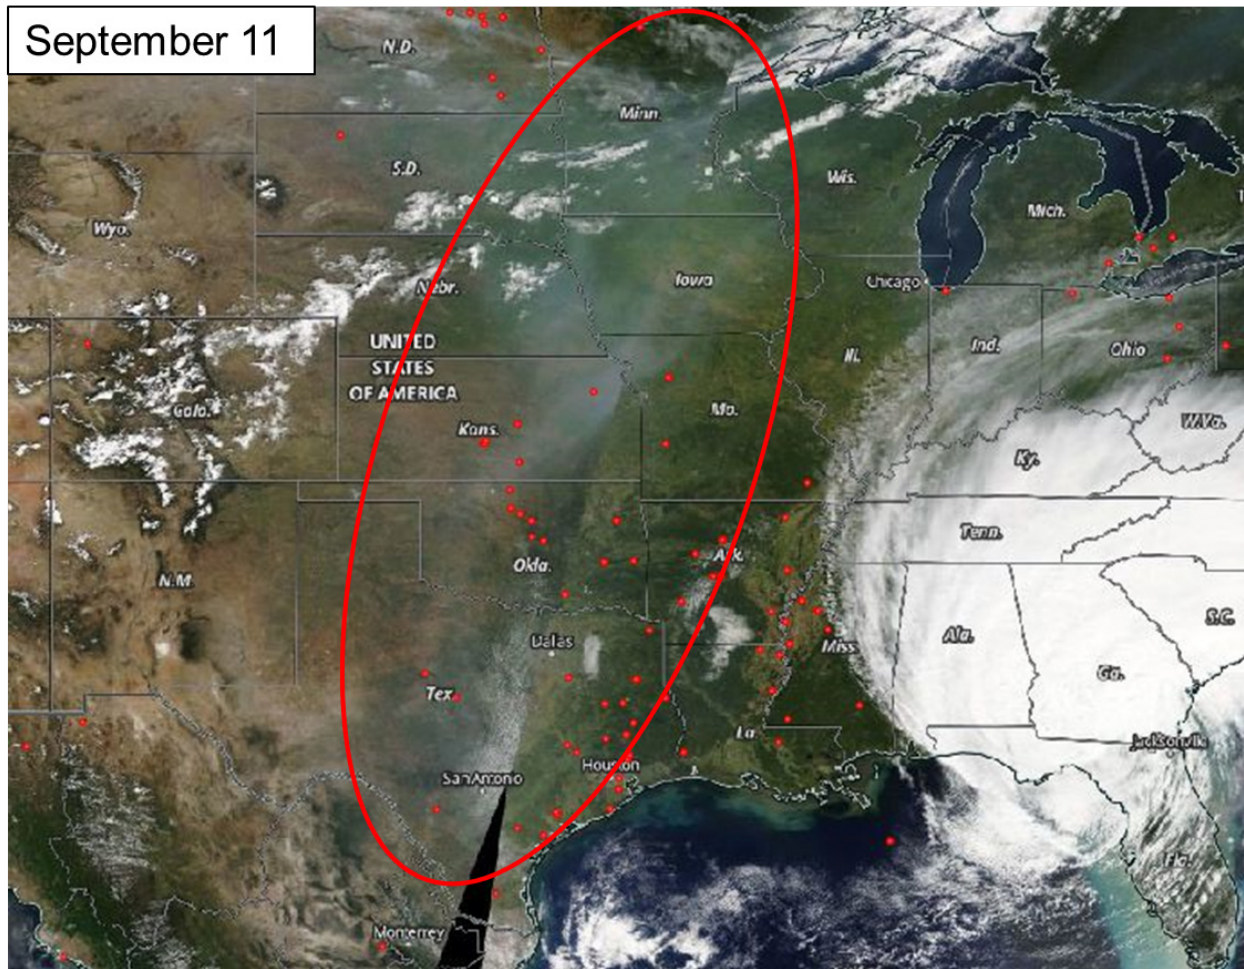 September 11
N.D.
Minn.
S.D.
Wis.
Mich.
Wyo.
Iowa
Chicago
Nebr.
UNITED
STATES
OF AMERICA
Ind.
Ohio
Ill.
Colo.
Mo.
Kans.
W.Va.
Ky.
Tenn.
Okla.
Ark.
N.M.
S.C.
Dallas
Ala.
Miss.
Ga.
Tex.
La.
Jacksonville
Houston
San Antonio
Fla.
Monterrey